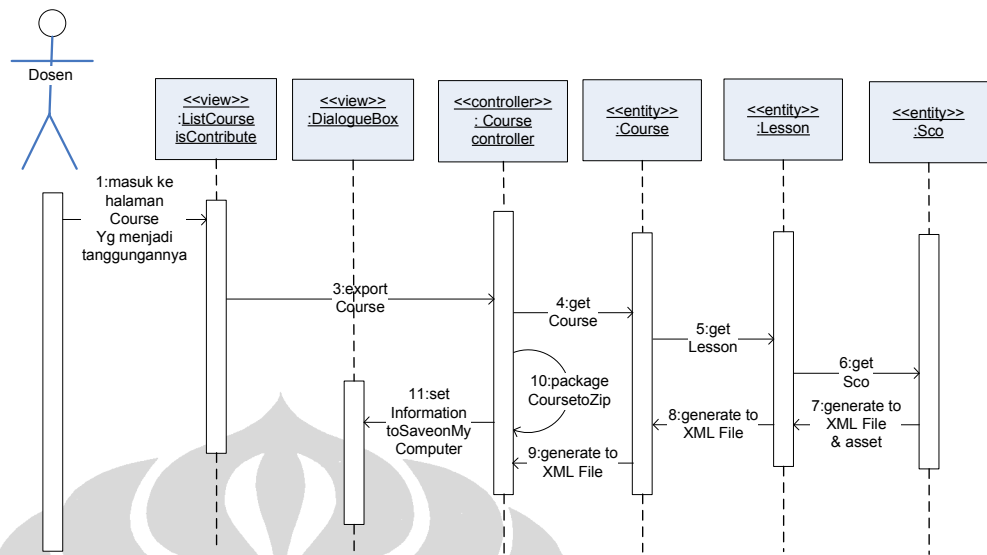 Dosen
<<view>>
:ListCourse
isContribute
<<view>>
:DialogueBox
<<controller>>
: Course
controller
<<entity>>
:Course
<<entity>>
:Lesson
<<entity>>
:Sco
1:masuk ke
halaman
Course
Yg menjadi
tanggungannya
3:export
Course
4:get
Course
5:get
Lesson
6:get
Sco
7:generate to
XML File
& asset
8:generate to
XML File
9:generate to
XML File
10:package
CoursetoZip
11:set
Information
toSaveonMy
Computer